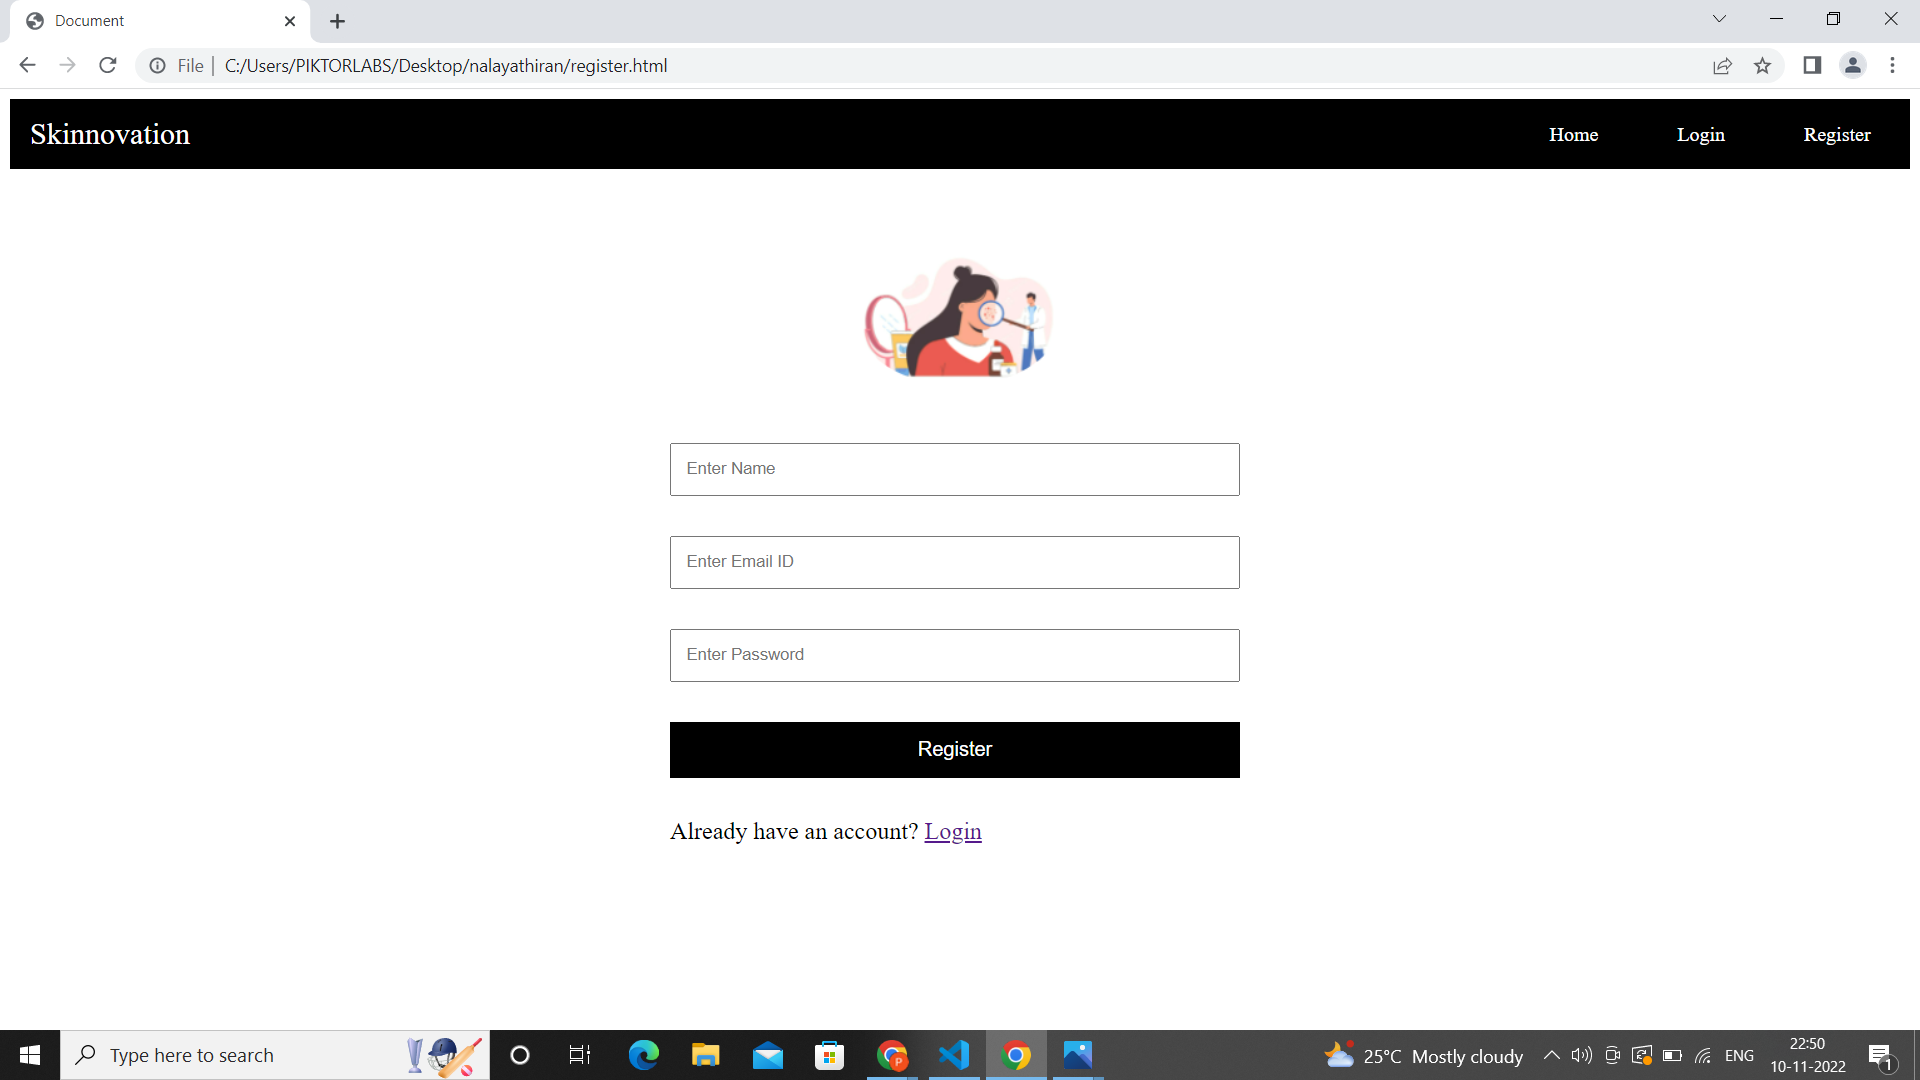 Document
File | C:/Users/PIKTORLABS/Desktop/nalayathiran/register.html
Skinnovation
Home Login Register
Enter Name
Enter Email ID
Enter Password
Register
Already have an account? Login
Type here to search
25°C Mostly cloudy
ENG
22:50
10-11-2022
1